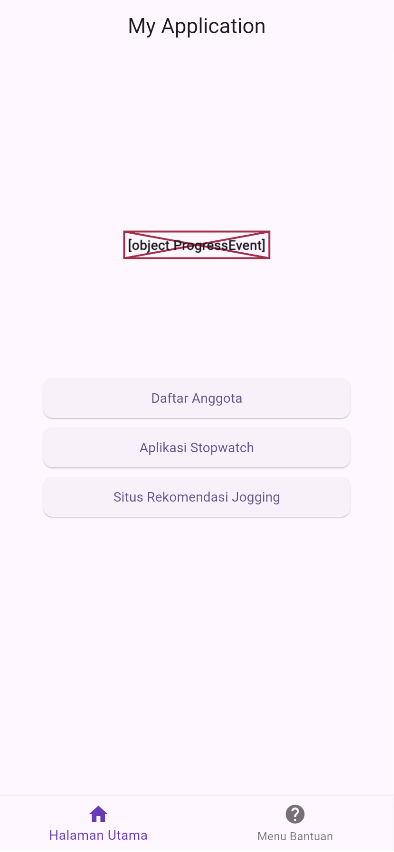 My Application
[object ProgressEvent]
Daftar Anggota
Aplikasi Stopwatch
Situs Rekomendasi Jogging
Halaman Utama
Menu Bantuan